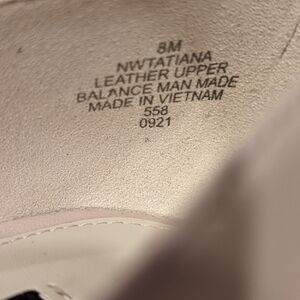 8M
NWTATIANA
LEATHER UPPER
BALANCE MAN MADE
MADE IN VIETNAM
558
0921